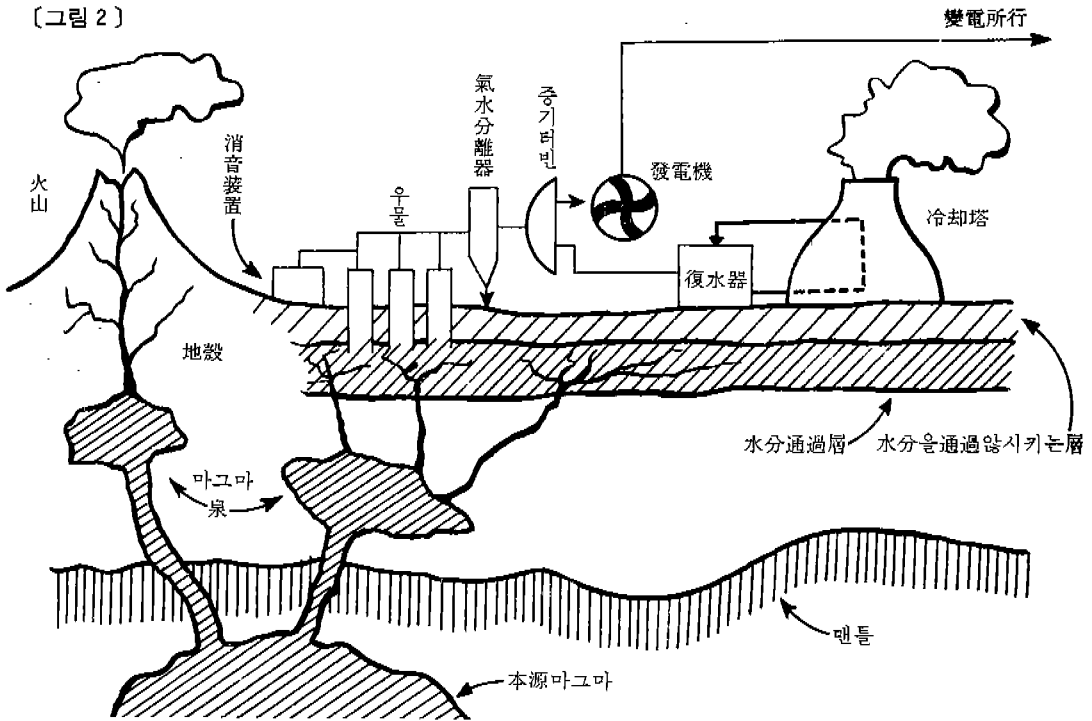 〔그림 2〕
變電所行
氣水分離器
증기터빈
消音装置
우물
發電機
火山
冷却塔
復水器
地殼
水分通過層
水分을通過않시키는層
마그마
泉
맨틀
本源마그마